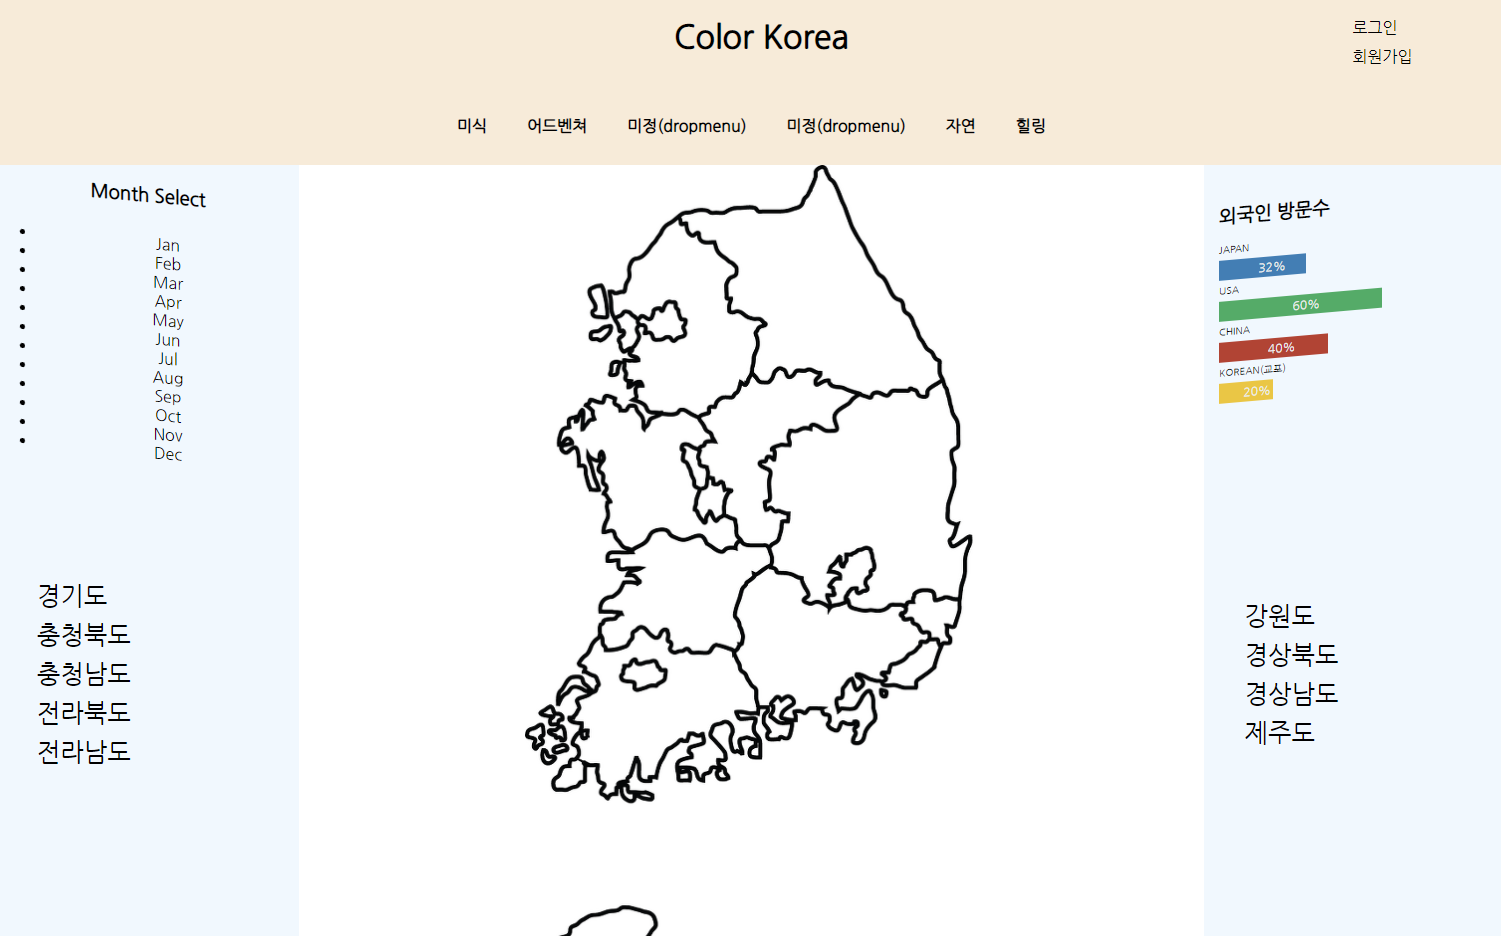 Color Korea
로그인
회원가입
미식 어드벤쳐 미정(dropmenu) 미정(dropmenu) 자연 힐링
Month Select
Jan
Feb
Mar
Apr
May
Jun
Jul
Aug
Sep
Oct
Nov
Dec
경기도
충청북도
충청남도
전라북도
전라남도
외국인 방문수
JAPAN
32%
USA
60%
CHINA
40%
KOREAN(교포)
20%
강원도
경상북도
경상남도
제주도